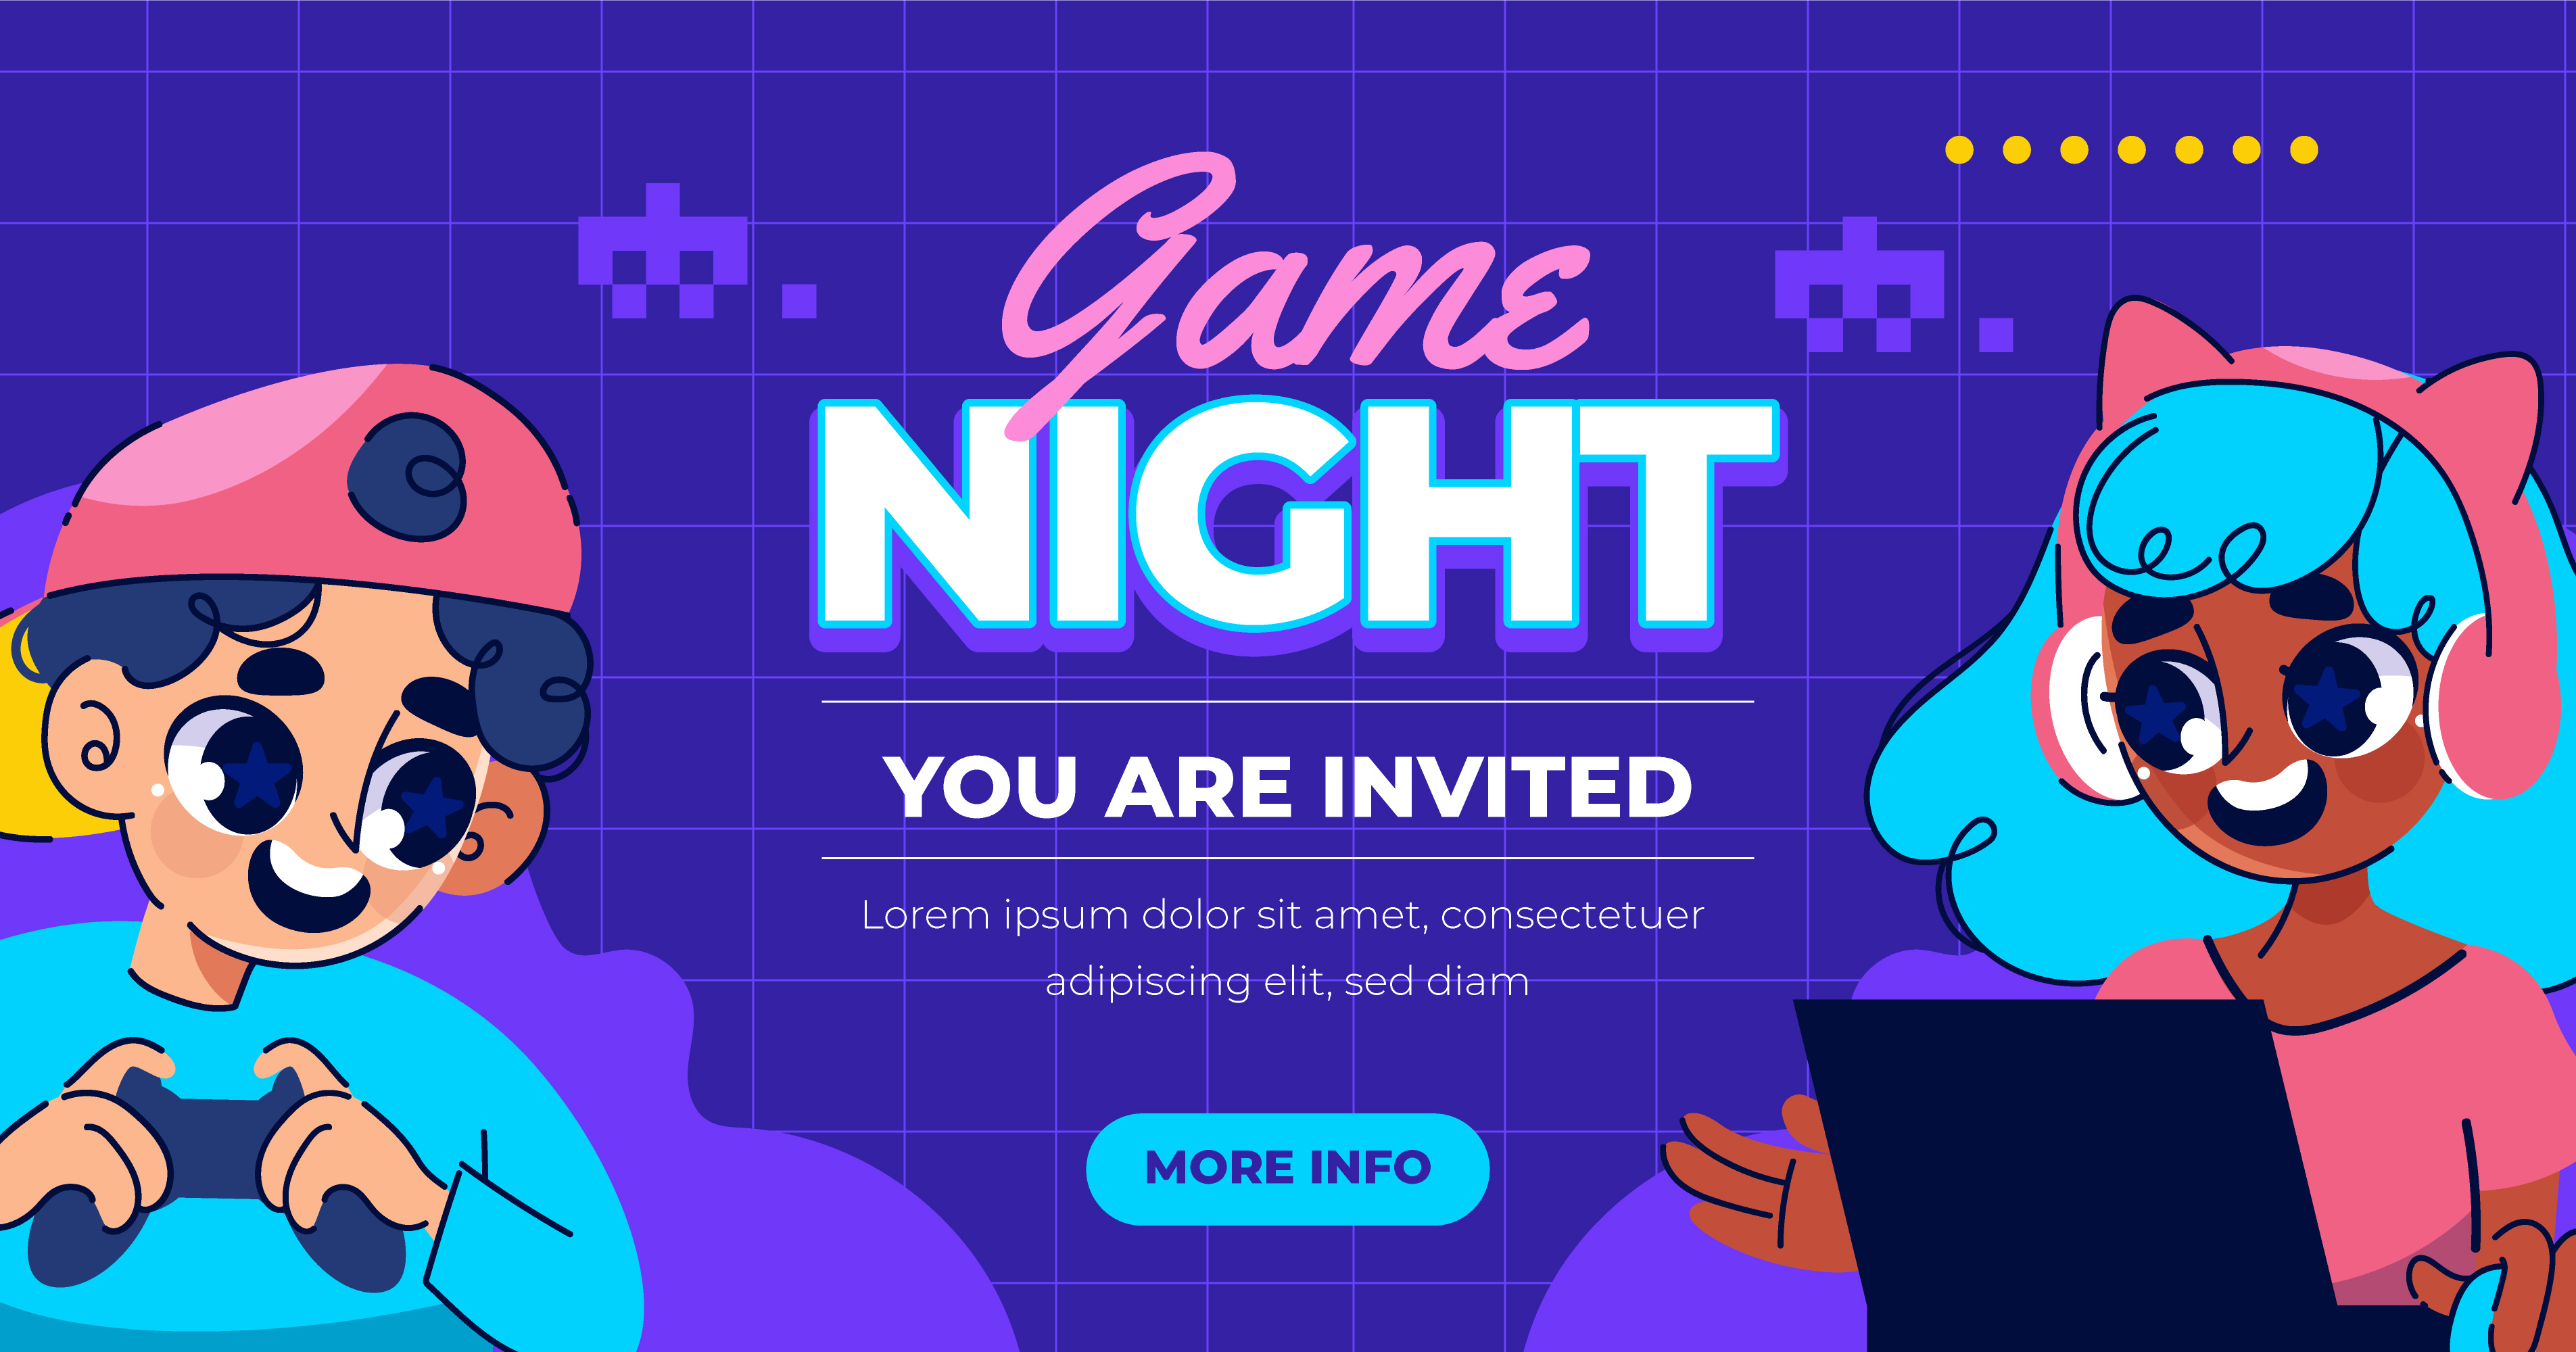 Game
NIGHT
YOU ARE INVITED
Lorem ipsum dolor sit amet, consectetuer
adipiscing elit, sed diam
MORE INFO